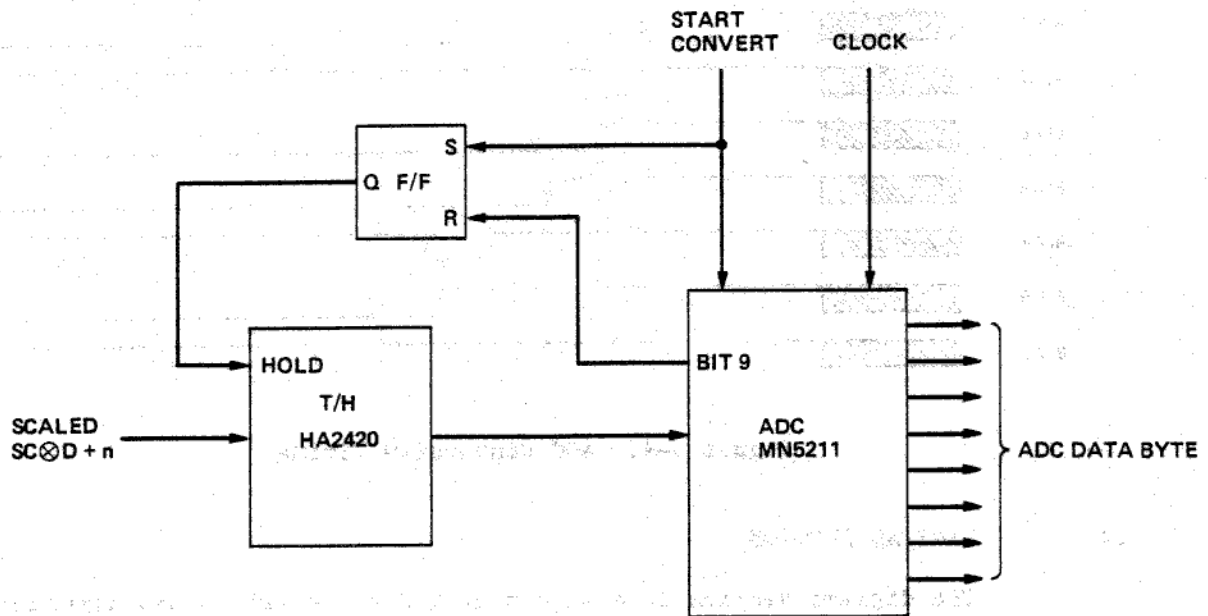 START
CONVERT
CLOCK
S
Q F/F
R
HOLD
T/H
HA2420
SCALED
SC⊗D + n
BIT 9
ADC
MN5211
ADC DATA BYTE